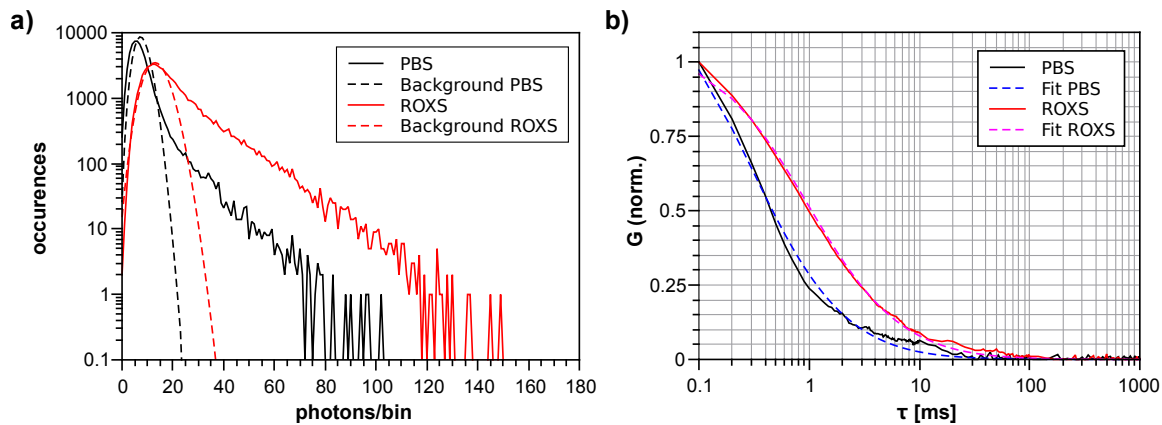 a)
10000
1000
100
10
1
0.1
occurences
0 20 40 60 80 100 120 140 160 180
photons/bin
PBS
Background PBS
ROXS
Background ROXS
b)
1
0.75
0.5
0.25
0
G (norm.)
0.1 1 10 100 1000
τ [ms]
PBS
Fit PBS
ROXS
Fit ROXS